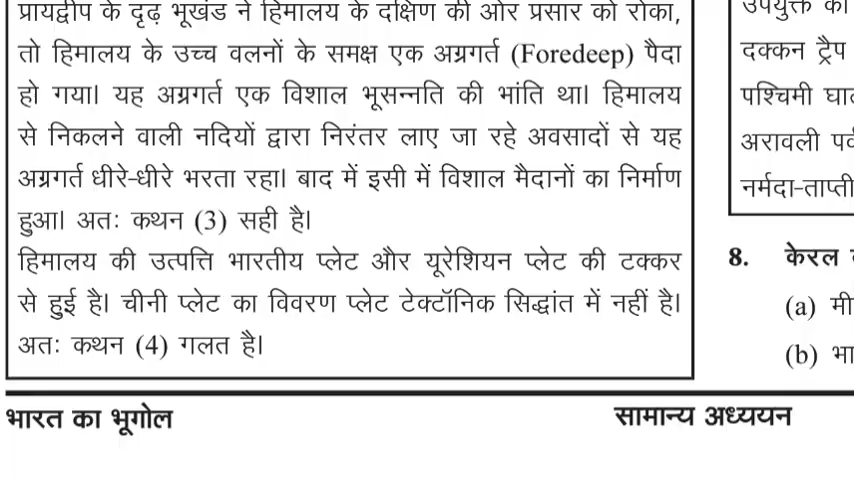 प्रायद्वीप के दृढ़ भूखंड ने हिमालय के दक्षिण की ओर प्रसार को रोका,
तो हिमालय के उच्च वलनों के समक्ष एक अग्रगर्त (Foredeep) पैदा
हो गया। यह अग्रगर्त एक विशाल भूसन्नति की भांति था। हिमालय
से निकलने वाली नदियों द्वारा निरंतर लाए जा रहे अवसादों से यह
अग्रगर्त धीरे-धीरे भरता रहा। बाद में इसी में विशाल मैदानों का निर्माण
हुआ। अतः कथन (3) सही है।
हिमालय की उत्पत्ति भारतीय प्लेट और यूरेशियन प्लेट की टक्कर
से हुई है। चीनी प्लेट का विवरण प्लेट टेक्टॉनिक सिद्धांत में नहीं है।
अतः कथन (4) गलत है।
उपर्युक्त
दक्कन ट्रैप
पश्चिमी
अरावली
नर्मदा-ताप्ती
8. केरल
(a)
(b)
भारत का भूगोल
सामान्य अध्ययन